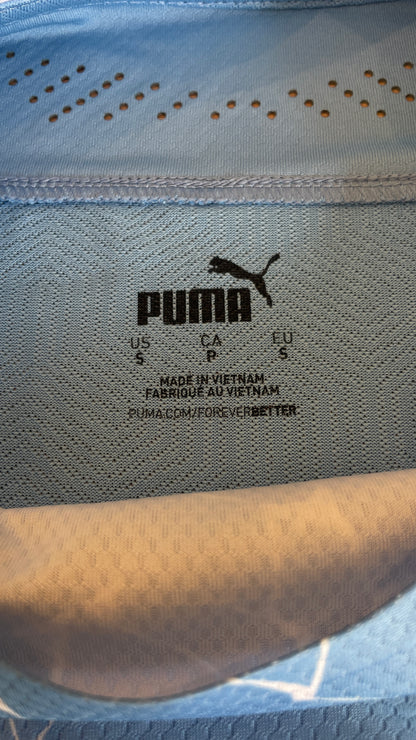 PUMA
US CA EU
S P S
MADE IN VIETNAM
FABRIQUÉ AU VIETNAM
PUMA.COM/FOREVERBETTER